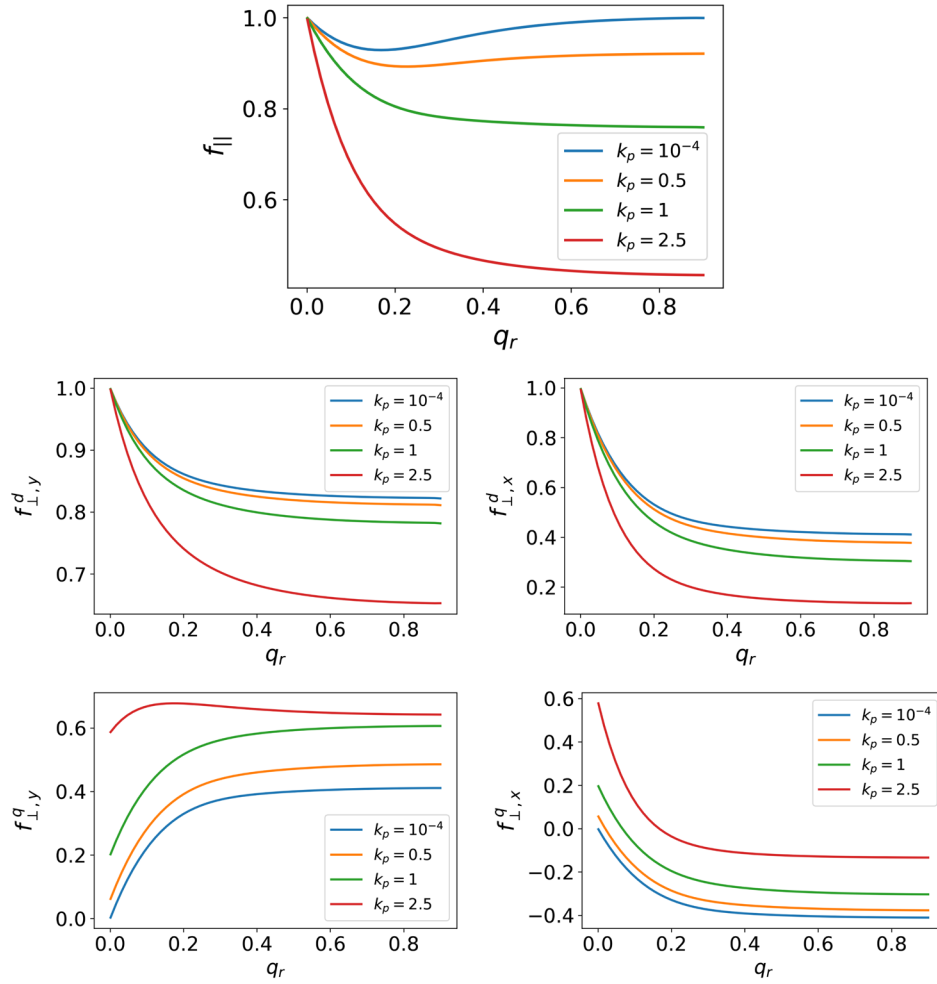 1.0
0.8
0.6
f_{||}
k_p = 10^{-4}
k_p = 0.5
k_p = 1
k_p = 2.5
0.0 0.2 0.4 0.6 0.8
q_r
1.0
0.9
0.8
0.7
f^d_{⊥,y}
k_p = 10^{-4}
k_p = 0.5
k_p = 1
k_p = 2.5
0.0 0.2 0.4 0.6 0.8
q_r
1.0
0.8
0.6
0.4
0.2
f^d_{⊥,x}
k_p = 10^{-4}
k_p = 0.5
k_p = 1
k_p = 2.5
0.0 0.2 0.4 0.6 0.8
q_r
0.6
0.4
0.2
0.0
f^q_{⊥,y}
k_p = 10^{-4}
k_p = 0.5
k_p = 1
k_p = 2.5
0.0 0.2 0.4 0.6 0.8
q_r
0.6
0.4
0.2
0.0
−0.2
−0.4
f^q_{⊥,x}
k_p = 10^{-4}
k_p = 0.5
k_p = 1
k_p = 2.5
0.0 0.2 0.4 0.6 0.8
q_r